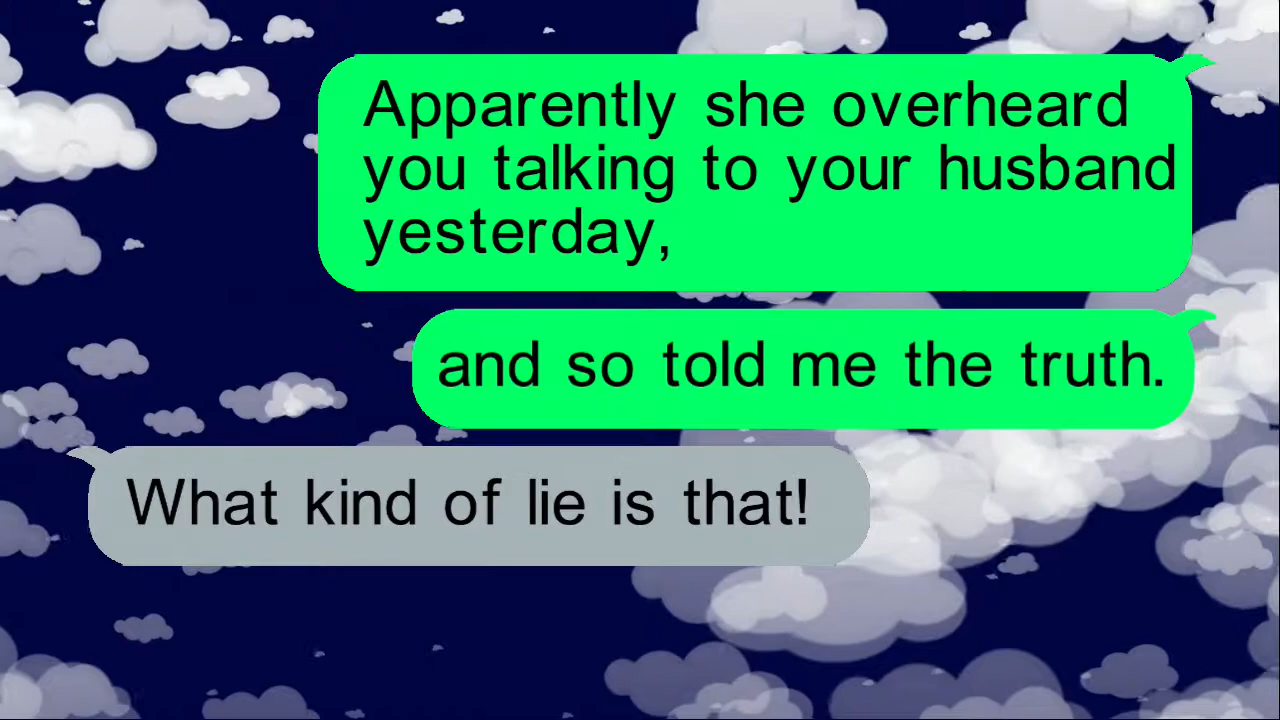 Apparently she overheard
you talking to your husband
yesterday,
and so told me the truth.
What kind of lie is that!